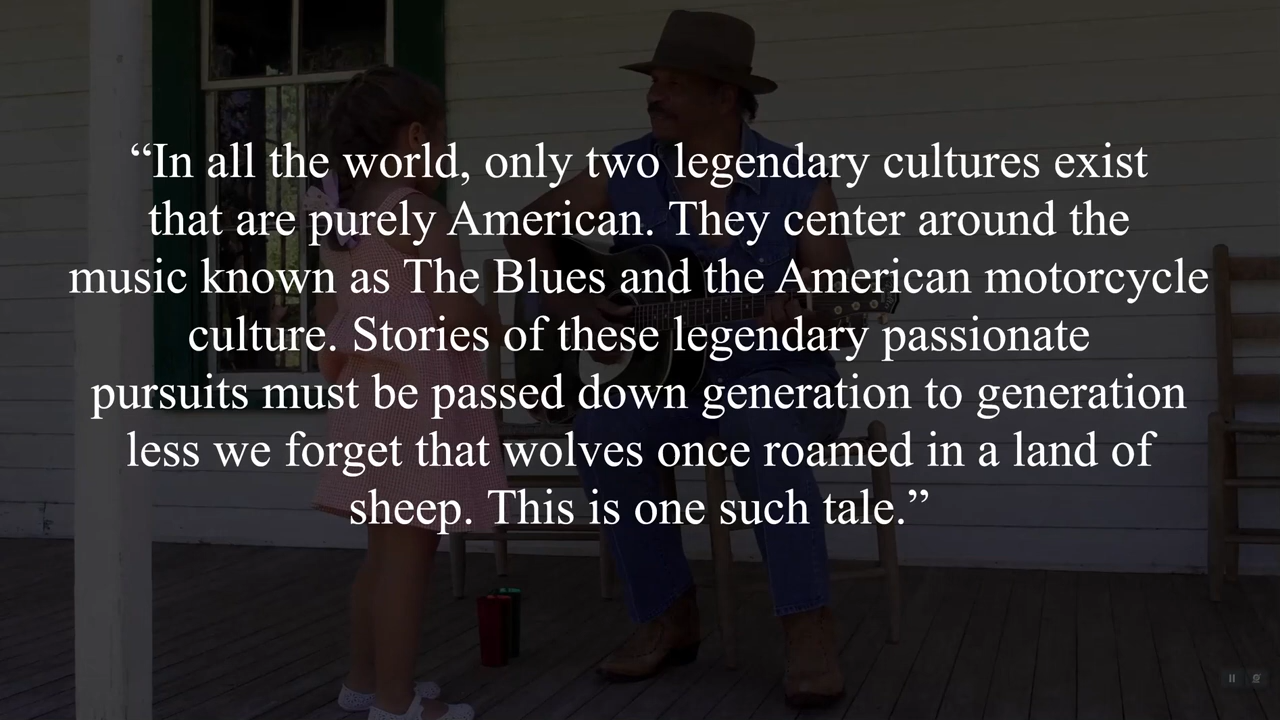 “In all the world, only two legendary cultures exist
that are purely American. They center around the
music known as The Blues and the American motorcycle
culture. Stories of these legendary passionate
pursuits must be passed down generation to generation
less we forget that wolves once roamed in a land of
sheep. This is one such tale.”